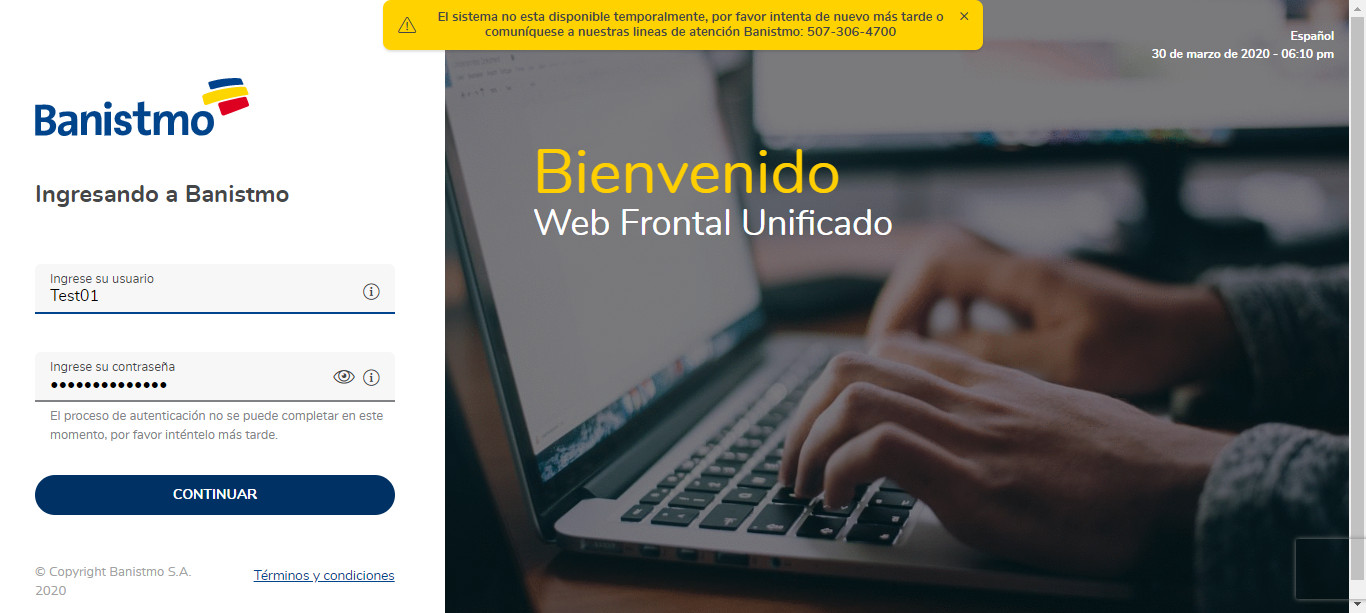 El sistema no esta disponible temporalmente, por favor intenta de nuevo más tarde o
comuníquese a nuestras lineas de atención Banistmo: 507-306-4700
Español
30 de marzo de 2020 - 06:10 pm
Banistmo
Ingresando a Banistmo
Ingrese su usuario
Test01
Ingrese su contraseña
••••••••••••••
El proceso de autenticación no se puede completar en este
momento, por favor inténtelo más tarde.
CONTINUAR
© Copyright Banistmo S.A.
2020
Términos y condiciones
Bienvenido
Web Frontal Unificado